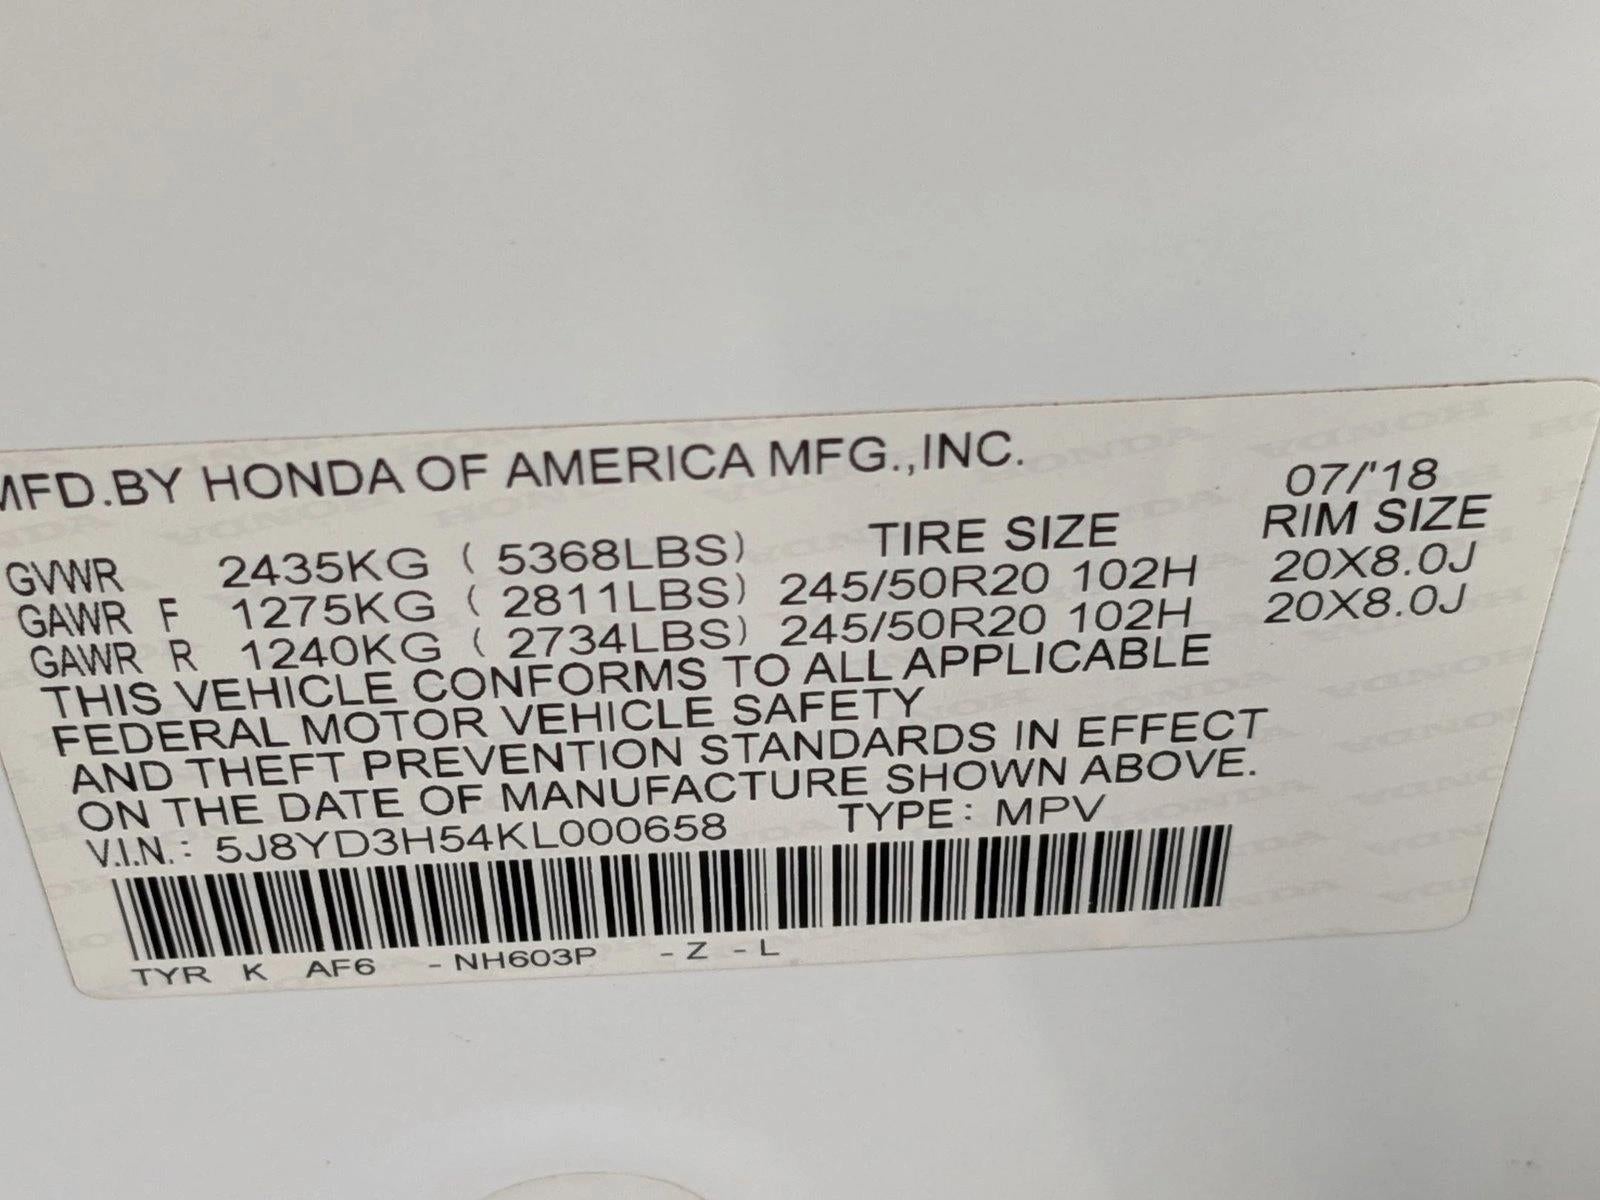 MFD.BY HONDA OF AMERICA MFG.,INC. 07/'18
GVWR 2435KG ( 5368LBS) TIRE SIZE RIM SIZE
GAWR F 1275KG ( 2811LBS) 245/50R20 102H 20X8.0J
GAWR R 1240KG ( 2734LBS) 245/50R20 102H 20X8.0J
THIS VEHICLE CONFORMS TO ALL APPLICABLE
FEDERAL MOTOR VEHICLE SAFETY
AND THEFT PREVENTION STANDARDS IN EFFECT
ON THE DATE OF MANUFACTURE SHOWN ABOVE.
V.I.N.: 5J8YD3H54KL000658 TYPE: MPV
TYR K AF6 -NH603P -Z -L